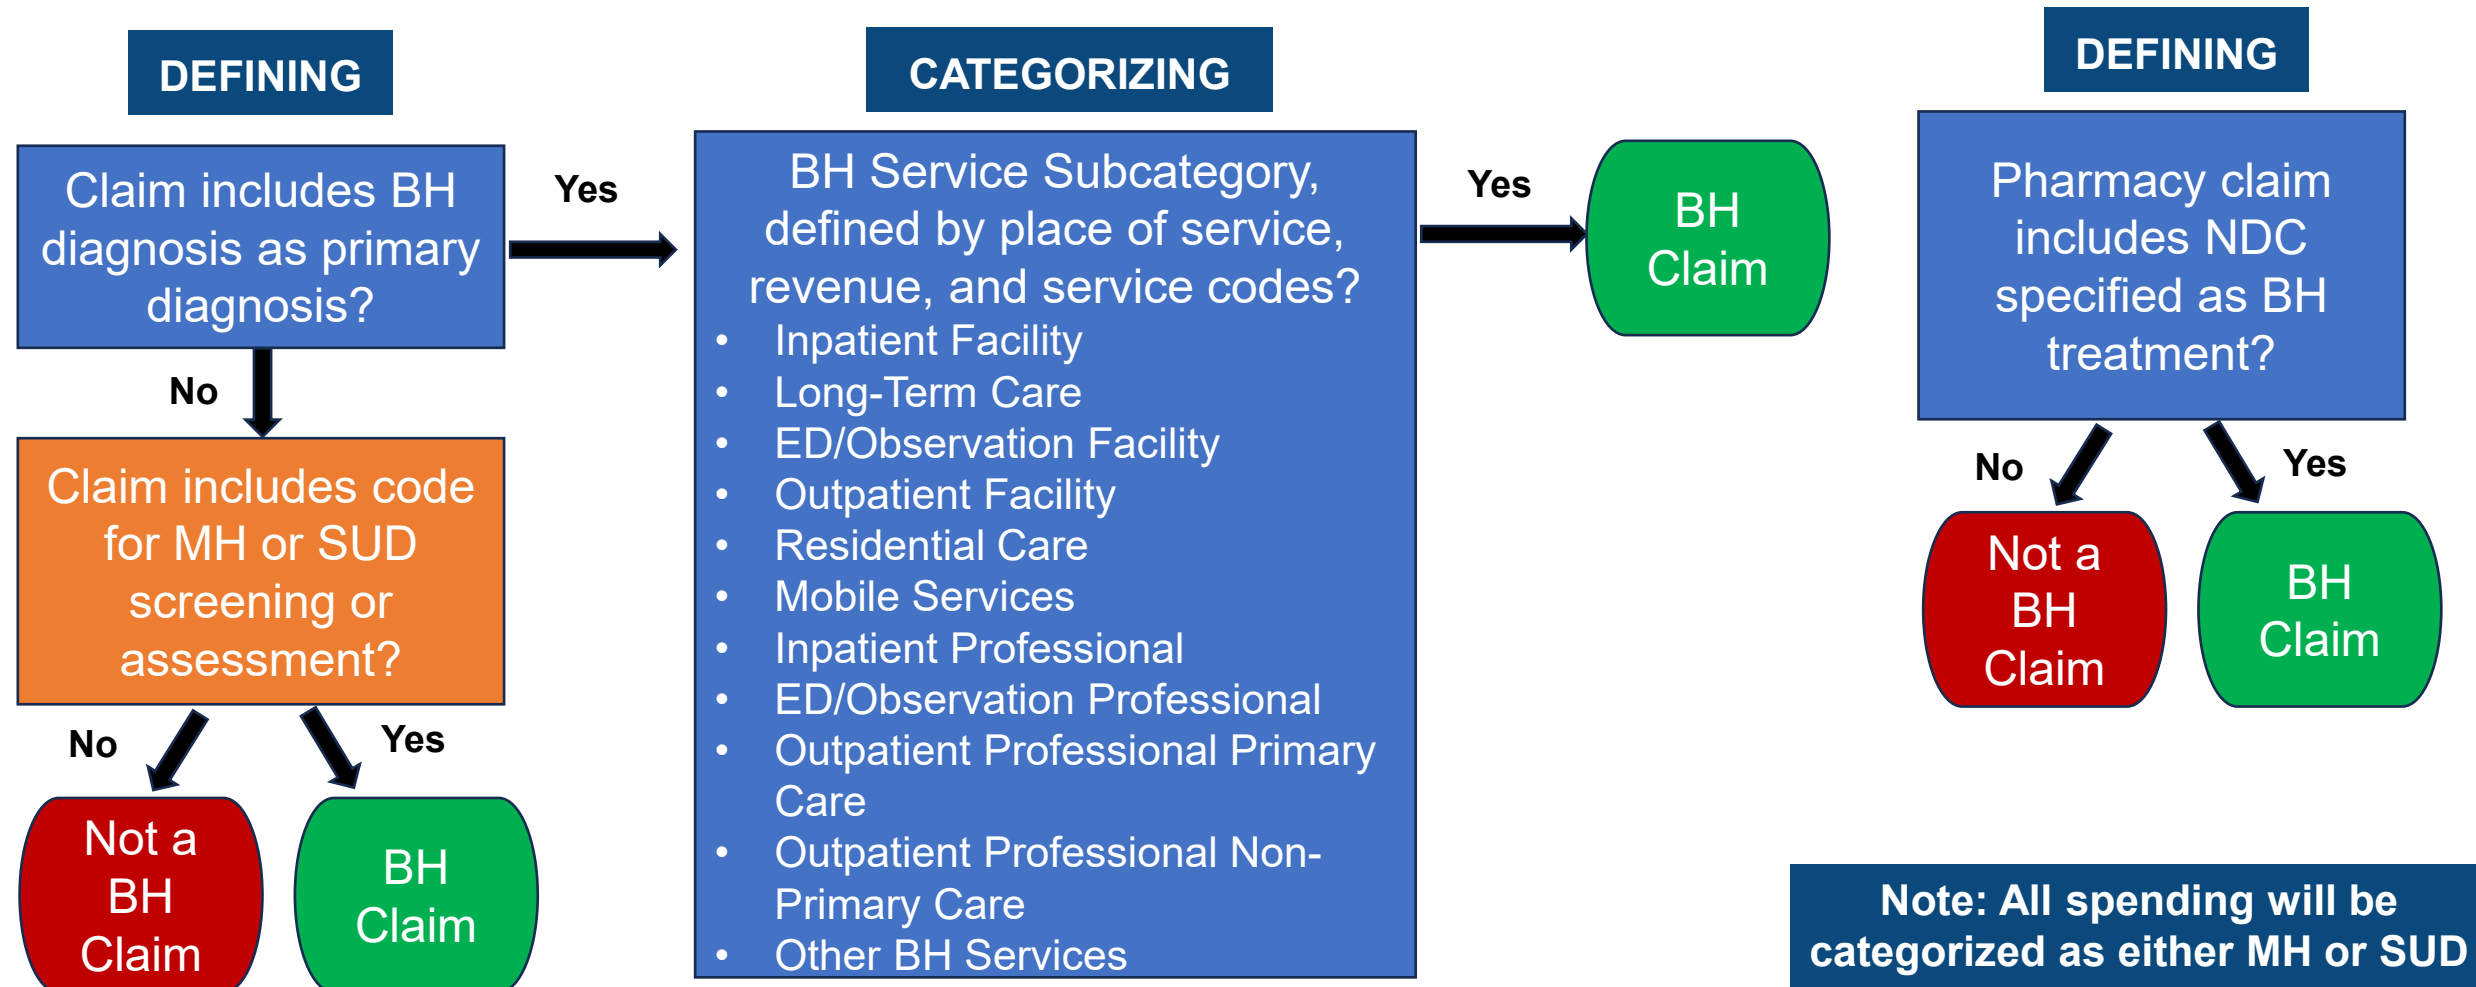 DEFINING
Claim includes BH
diagnosis as primary
diagnosis?
Yes
No
Claim includes code
for MH or SUD
screening or
assessment?
No
Yes
Not a
BH
Claim
BH
Claim
CATEGORIZING
BH Service Subcategory,
defined by place of service,
revenue, and service codes?
• Inpatient Facility
• Long-Term Care
• ED/Observation Facility
• Outpatient Facility
• Residential Care
• Mobile Services
• Inpatient Professional
• ED/Observation Professional
• Outpatient Professional Primary
Care
• Outpatient Professional Non-
Primary Care
• Other BH Services
Yes
BH
Claim
DEFINING
Pharmacy claim
includes NDC
specified as BH
treatment?
No
Yes
Not a
BH
Claim
BH
Claim
Note: All spending will be
categorized as either MH or SUD